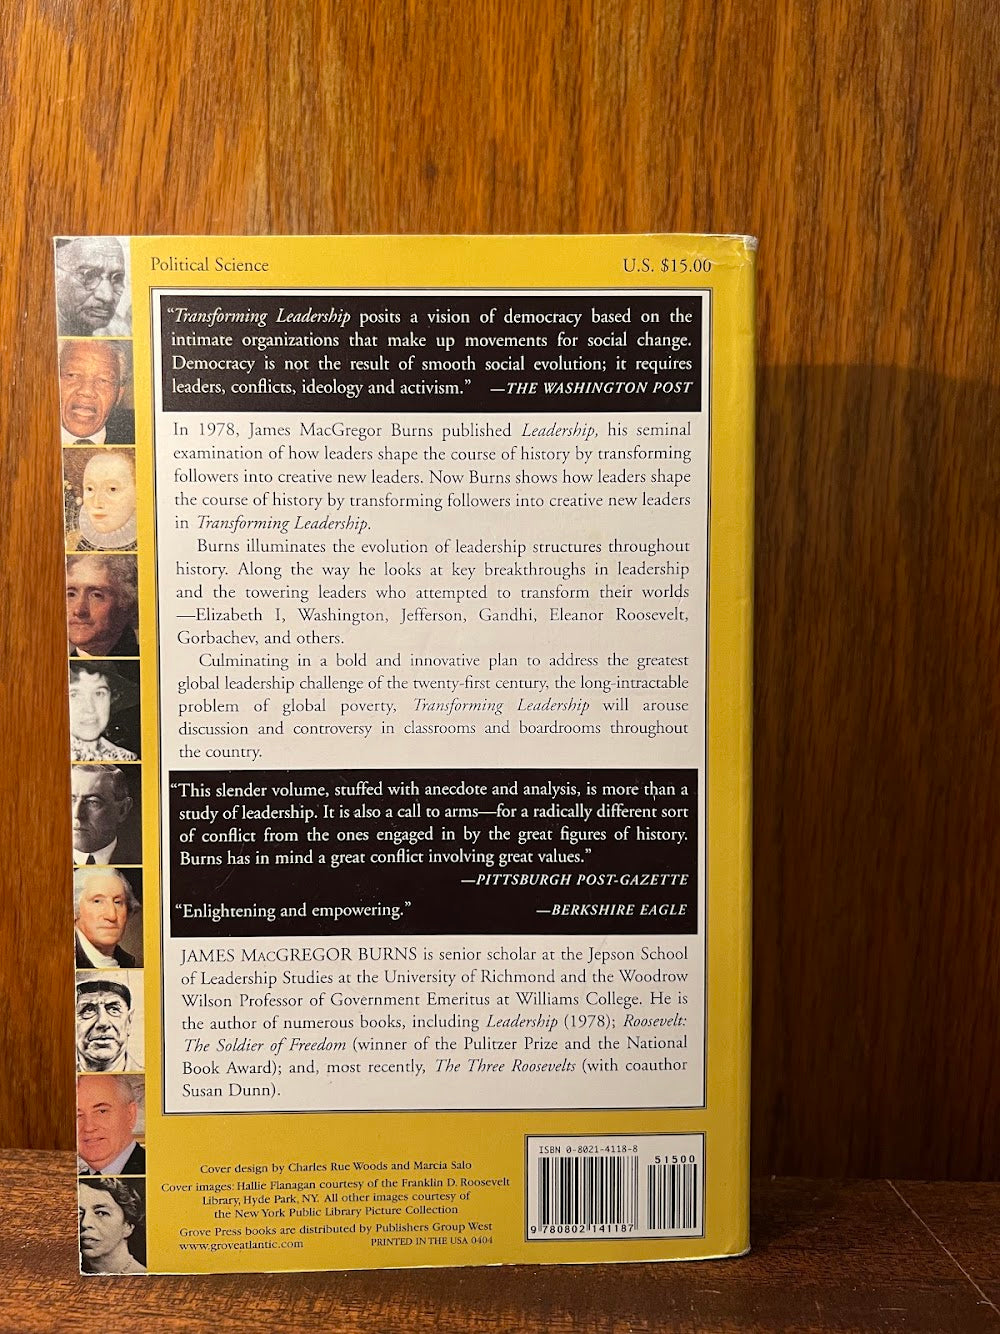 Political Science
U.S. $15.00
“Transforming Leadership posits a vision of democracy based on the
intimate organizations that make up movements for social change.
Democracy is not the result of smooth social evolution; it requires
leaders, conflicts, ideology and activism.” —THE WASHINGTON POST
In 1978, James MacGregor Burns published Leadership, his seminal
examination of how leaders shape the course of history by transforming
followers into creative new leaders. Now Burns shows how leaders shape
the course of history by transforming followers into creative new leaders
in Transforming Leadership.
Burns illuminates the evolution of leadership structures throughout
history. Along the way he looks at key breakthroughs in leadership
and the towering leaders who attempted to transform their worlds
—Elizabeth I, Washington, Jefferson, Gandhi, Eleanor Roosevelt,
Gorbachev, and others.
Culminating in a bold and innovative plan to address the greatest
global leadership challenge of the twenty-first century, the long-intractable
problem of global poverty, Transforming Leadership will arouse
discussion and controversy in classrooms and boardrooms throughout
the country.
“This slender volume, stuffed with anecdote and analysis, is more than a
study of leadership. It is also a call to arms—for a radically different sort
of conflict from the ones engaged in by the great figures of history.
Burns has in mind a great conflict involving great values.”
—PITTSBURGH POST-GAZETTE
“Enlightening and empowering.” —BERKSHIRE EAGLE
JAMES MACGREGOR BURNS is senior scholar at the Jepson School
of Leadership Studies at the University of Richmond and the Woodrow
Wilson Professor of Government Emeritus at Williams College. He is
the author of numerous books, including Leadership (1978); Roosevelt:
The Soldier of Freedom (winner of the Pulitzer Prize and the National
Book Award); and, most recently, The Three Roosevelts (with coauthor
Susan Dunn).
Cover design by Charles Rue Woods and Marcia Salo
Cover images: Hallie Flanagan courtesy of the Franklin D. Roosevelt
Library, Hyde Park, NY. All other images courtesy of
the New York Public Library Picture Collection
Grove Press books are distributed by Publishers Group West
www.groveatlantic.com PRINTED IN THE USA 0404
ISBN 0-8021-4118-8
51500
9 780802 141187